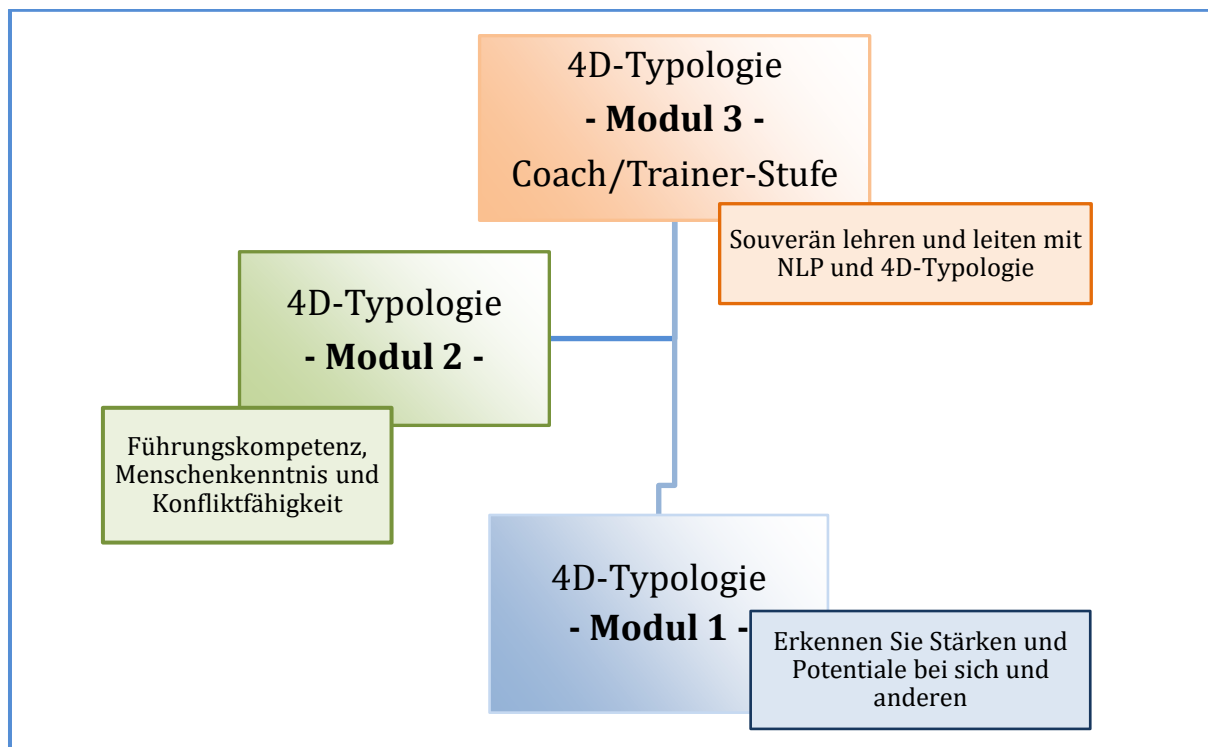 4D-Typologie
- Modul 3 -
Coach/Trainer-Stufe
Souverän lehren und leiten mit
NLP und 4D-Typologie
4D-Typologie
- Modul 2 -
Führungskompetenz,
Menschenkenntnis und
Konfliktfähigkeit
4D-Typologie
- Modul 1 -
Erkennen Sie Stärken und
Potentiale bei sich und
anderen